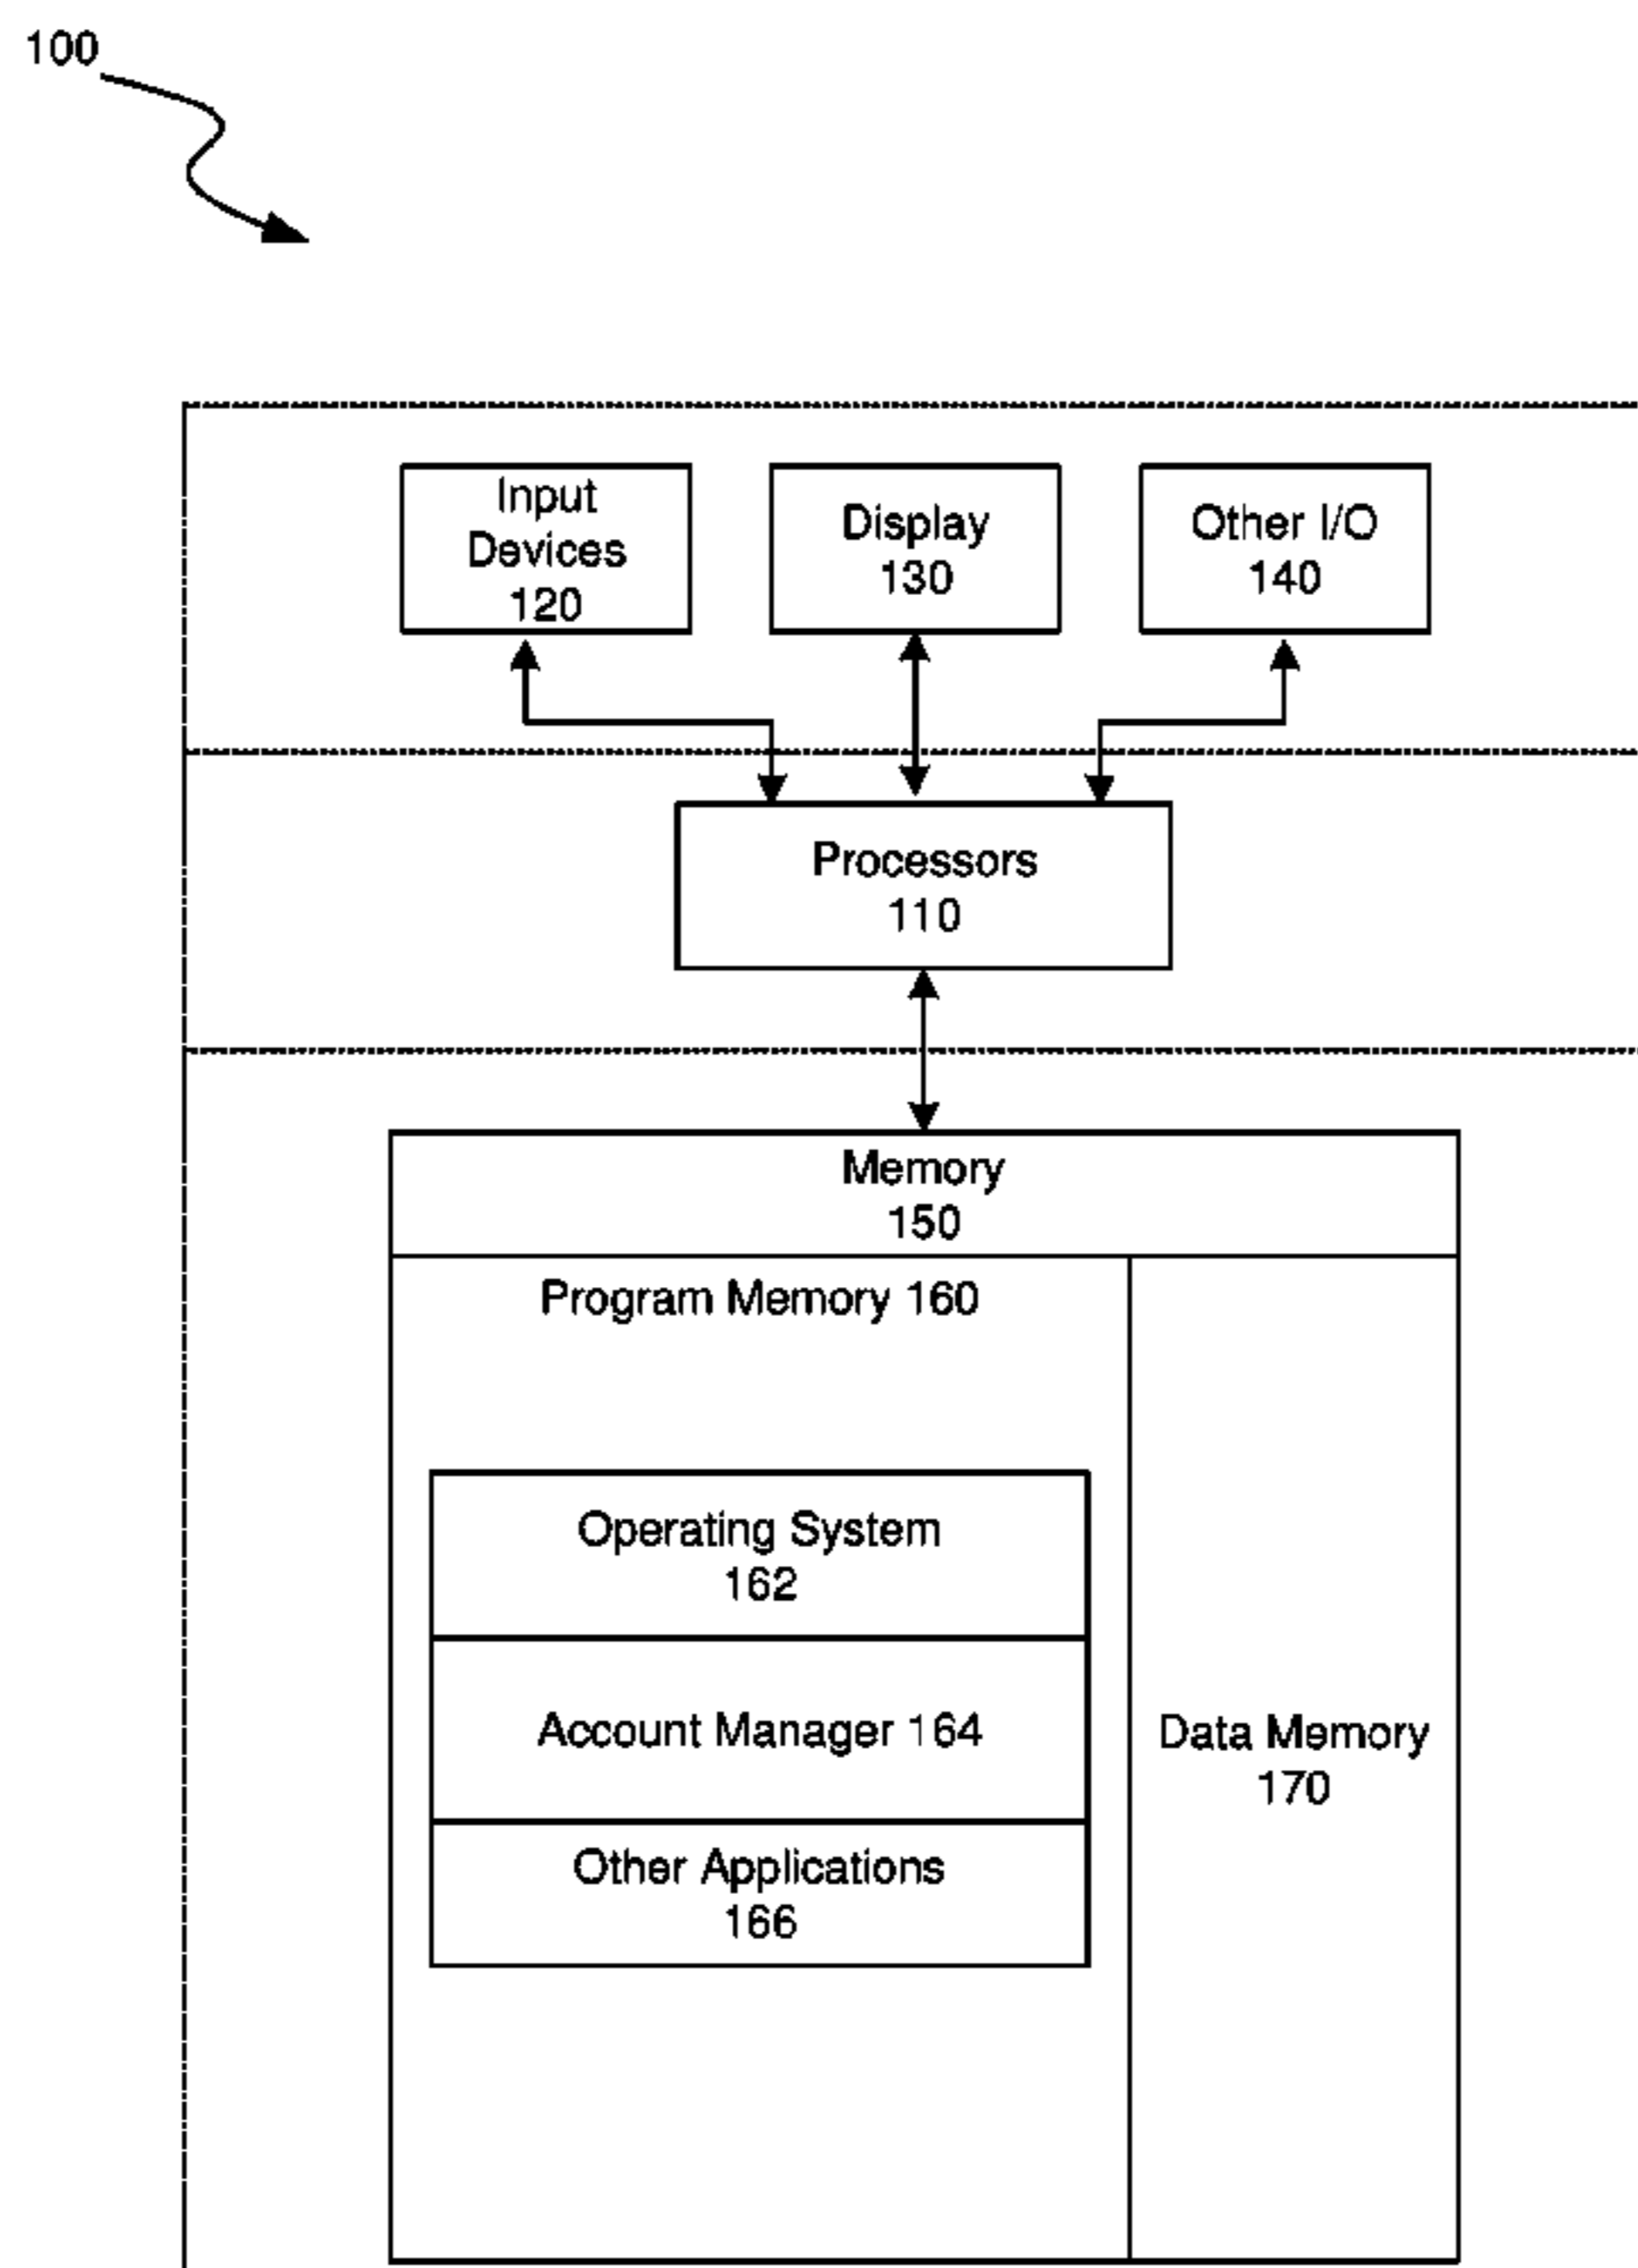 100
Input
Devices
120
Display
130
Other I/O
140
Processors
110
Memory
150
Program Memory 160
Operating System
162
Account Manager 164
Other Applications
166
Data Memory
170